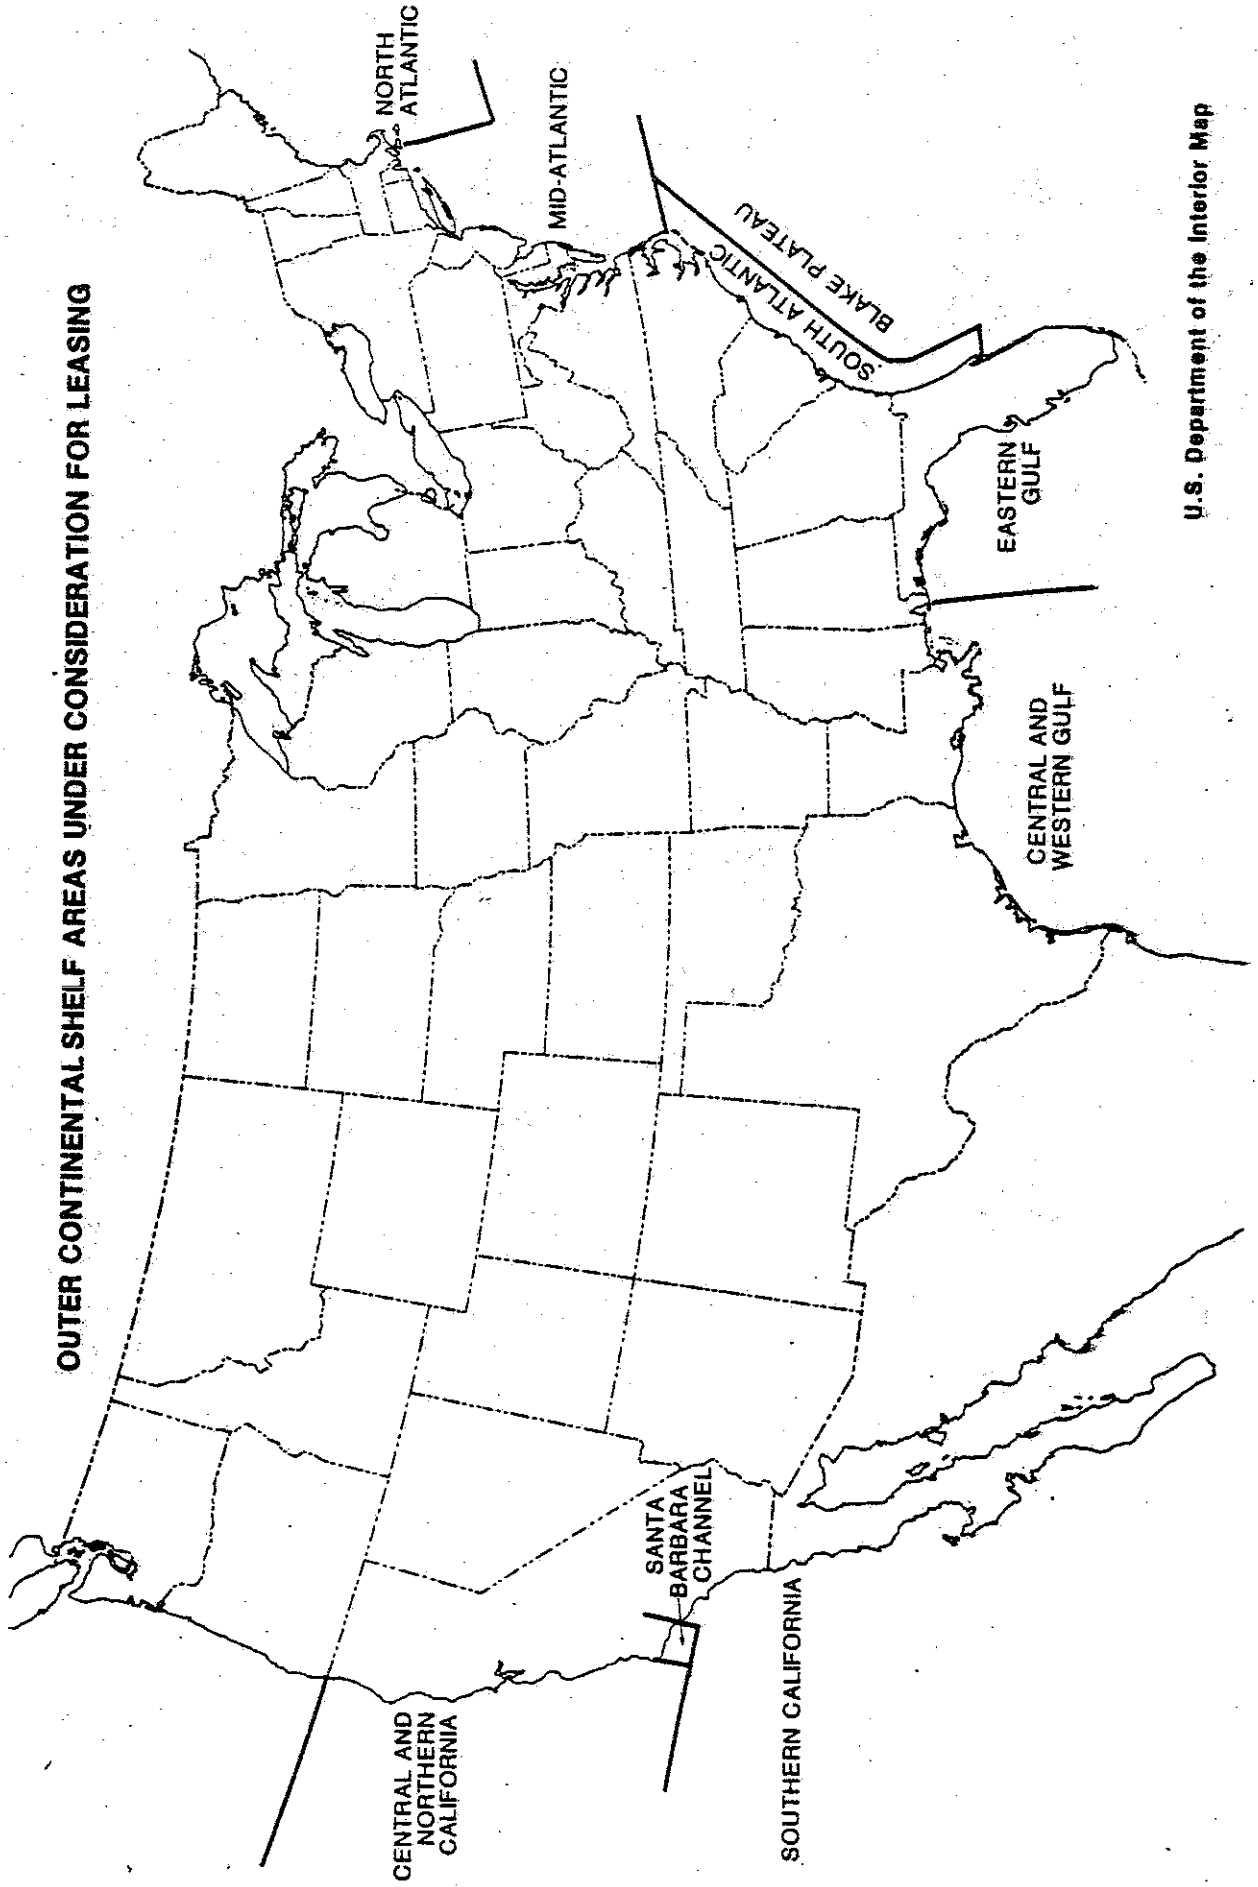 OUTER CONTINENTAL SHELF AREAS UNDER CONSIDERATION FOR LEASING
NORTH
ATLANTIC
MID-ATLANTIC
CENTRAL AND
NORTHERN
CALIFORNIA
SANTA
BARBARA
CHANNEL
SOUTHERN CALIFORNIA
SOUTH ATLANTIC
BLAKE PLATEAU
EASTERN
GULF
CENTRAL AND
WESTERN GULF
U.S. Department of the Interior Map